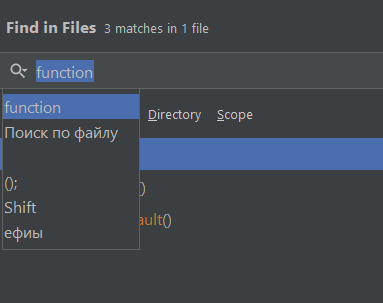 Find in Files 3 matches in 1 file
function
function
Directory Scope
Поиск по файлу
();
)
Shift
ault()
ефиы